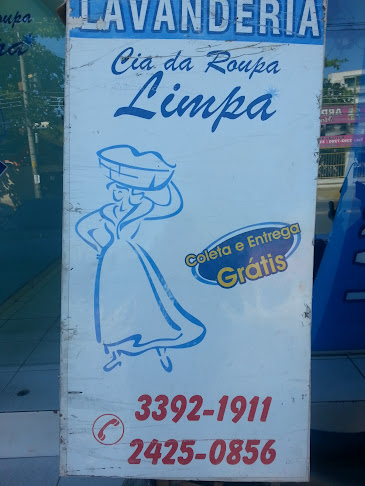 LAVANDERIA
Cia da Roupa
Limpa
Coleta e Entrega
Grátis
3392-1911
2425-0856